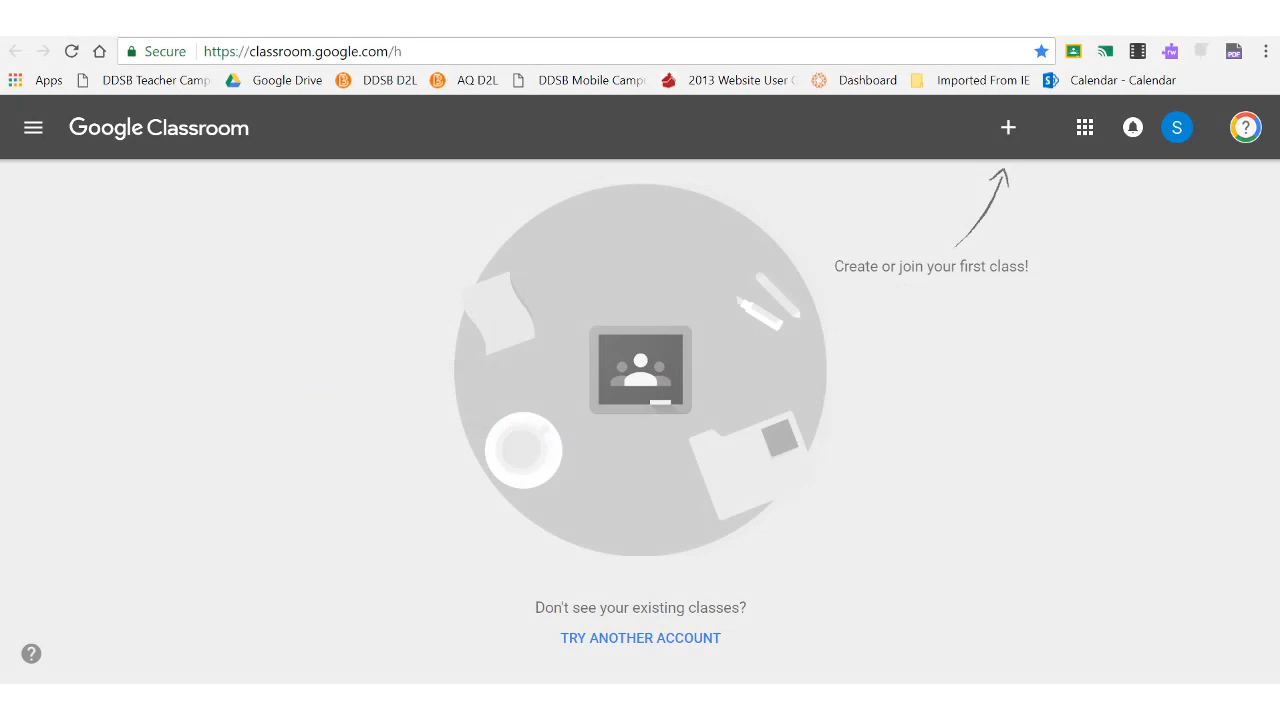 Secure https://classroom.google.com/h
Apps DDSB Teacher Camp Google Drive DDSB D2L AQ D2L DDSB Mobile Camp 2013 Website User Dashboard Imported From IE Calendar - Calendar
Google Classroom
S
?
Create or join your first class!
Don't see your existing classes?
TRY ANOTHER ACCOUNT
?